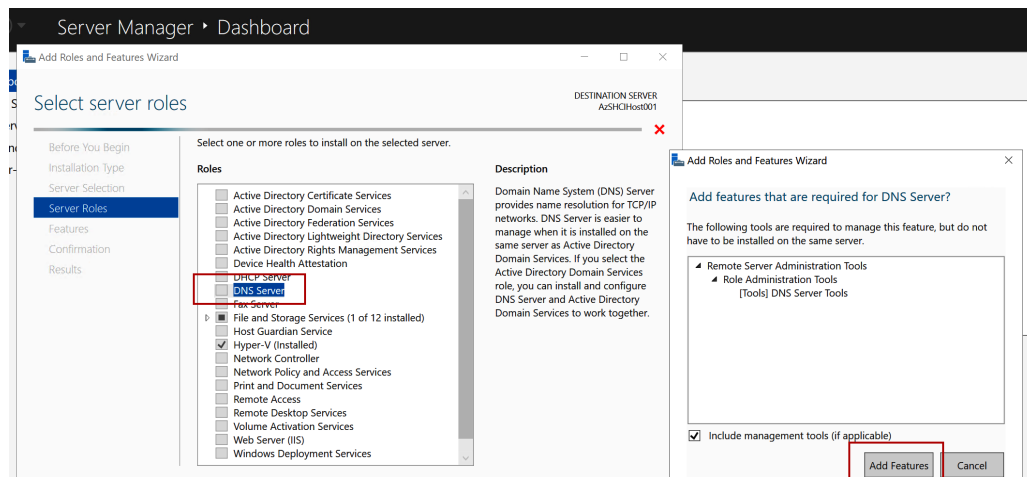 Server Manager • Dashboard
Add Roles and Features Wizard
Select server roles
DESTINATION SERVER
AzSHCIHost001
Before You Begin
Installation Type
Server Selection
Server Roles
Features
Confirmation
Results
Select one or more roles to install on the selected server.
Roles
Active Directory Certificate Services
Active Directory Domain Services
Active Directory Federation Services
Active Directory Lightweight Directory Services
Active Directory Rights Management Services
Device Health Attestation
DHCP Server
DNS Server
Fax Server
File and Storage Services (1 of 12 installed)
Host Guardian Service
Hyper-V (Installed)
Network Controller
Network Policy and Access Services
Print and Document Services
Remote Access
Remote Desktop Services
Volume Activation Services
Web Server (IIS)
Windows Deployment Services
Description
Domain Name System (DNS) Server
provides name resolution for TCP/IP
networks. DNS Server is easier to
manage when it is installed on the
same server as Active Directory
Domain Services. If you select the
Active Directory Domain Services
role, you can install and configure
DNS Server and Active Directory
Domain Services to work together.
Add Roles and Features Wizard
Add features that are required for DNS Server?
The following tools are required to manage this feature, but do not
have to be installed on the same server.
Remote Server Administration Tools
Role Administration Tools
[Tools] DNS Server Tools
Include management tools (if applicable)
Add Features
Cancel